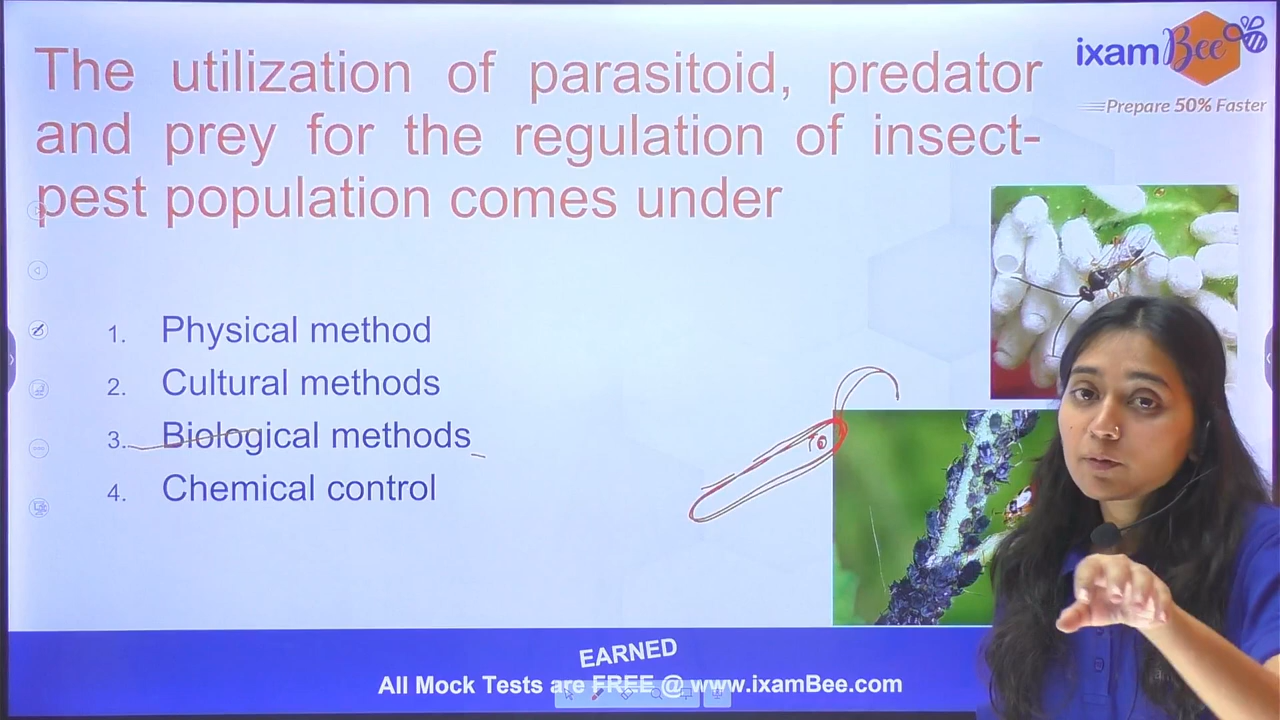 The utilization of parasitoid, predator
and prey for the regulation of insect-
pest population comes under
ixamBee
Prepare 50% Faster
1. Physical method
2. Cultural methods
3. Biological methods
4. Chemical control
EARNED
All Mock Tests are FREE @ www.ixamBee.com